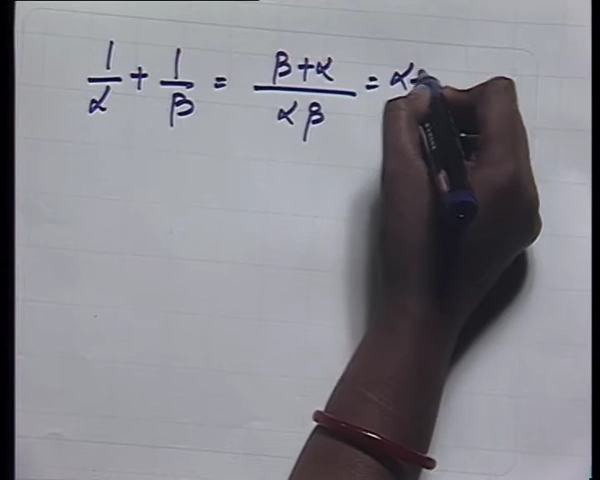 1/α + 1/β = β+α/αβ = α+